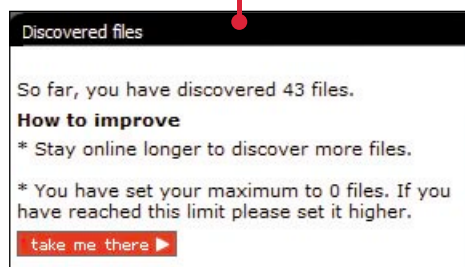 Discovered files
So far, you have discovered 43 files.
How to improve
* Stay online longer to discover more files.
* You have set your maximum to 0 files. If you
have reached this limit please set it higher.
take me there